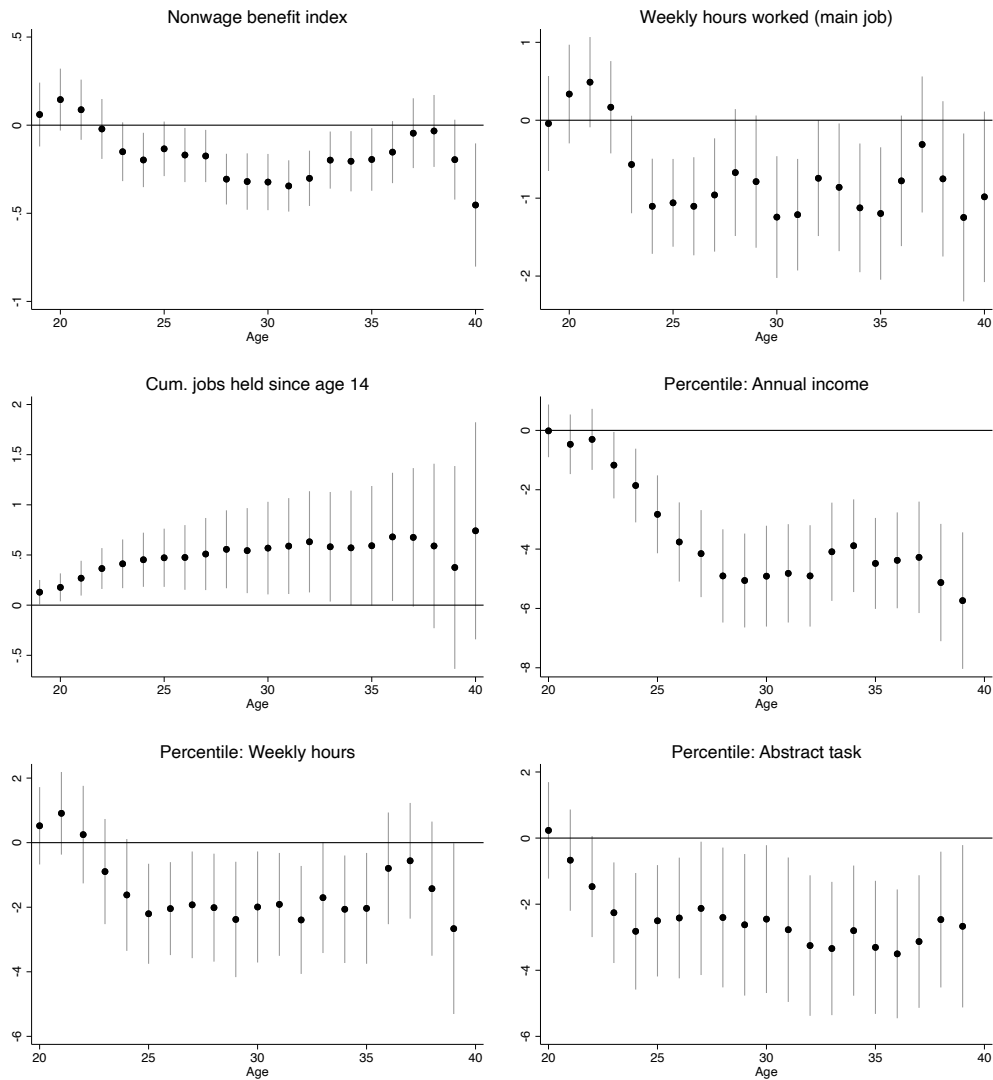 Nonwage benefit index
.5
0
-.5
-1
20 25 30 35 40
Age
Weekly hours worked (main job)
1
0
-1
-2
20 25 30 35 40
Age
Cum. jobs held since age 14
2
1.5
1
.5
0
-.5
20 25 30 35 40
Age
Percentile: Annual income
0
-2
-4
-6
-8
20 25 30 35 40
Age
Percentile: Weekly hours
2
0
-2
-4
-6
20 25 30 35 40
Age
Percentile: Abstract task
2
0
-2
-4
-6
20 25 30 35 40
Age